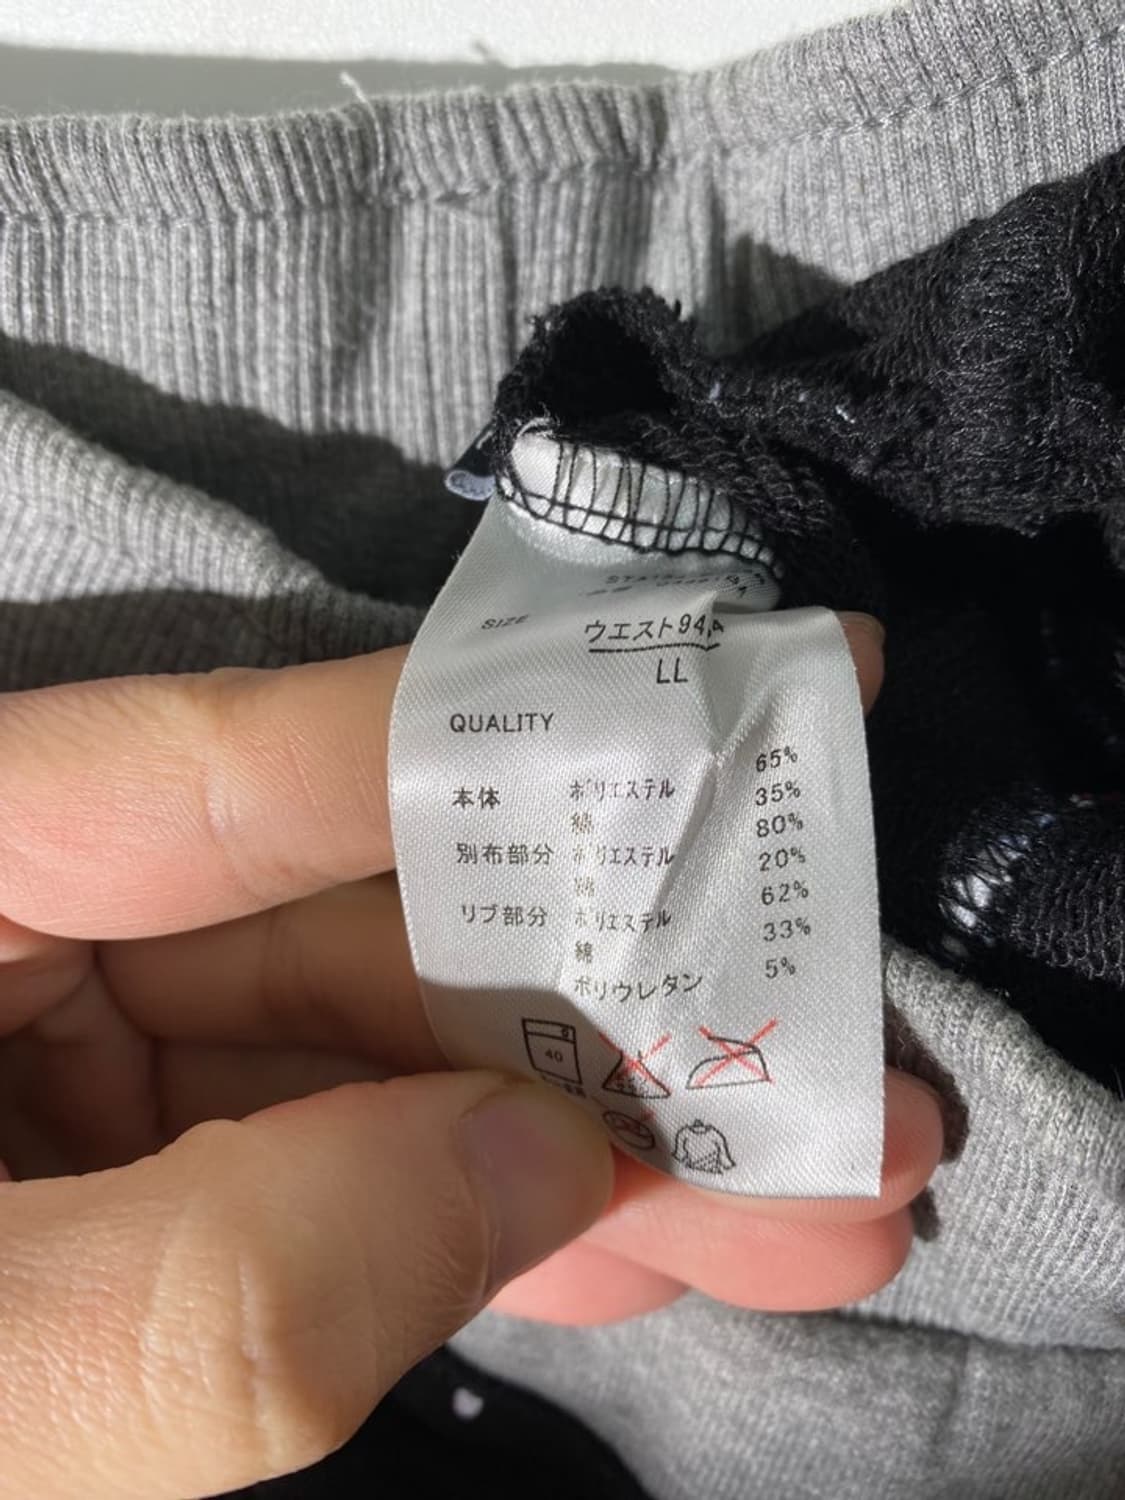 SIZE ウエスト94
LL
QUALITY
本体 ポリエステル 65%
綿 35%
別布部分 ポリエステル 80%
綿 20%
リブ部分 ポリエステル 62%
綿 33%
ポリウレタン 5%
40